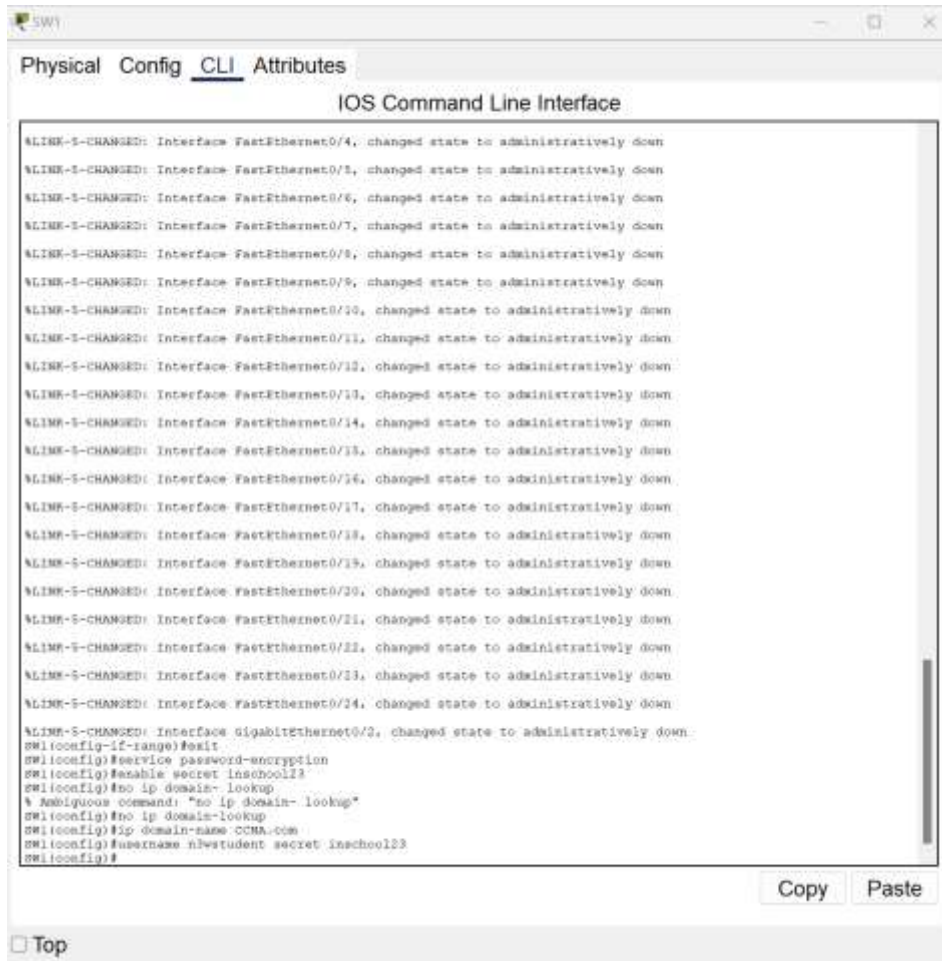 SW1
Physical Config CLI Attributes
IOS Command Line Interface
%LINK-5-CHANGED: Interface FastEthernet0/4, changed state to administratively down
%LINK-5-CHANGED: Interface FastEthernet0/5, changed state to administratively down
%LINK-5-CHANGED: Interface FastEthernet0/6, changed state to administratively down
%LINK-5-CHANGED: Interface FastEthernet0/7, changed state to administratively down
%LINK-5-CHANGED: Interface FastEthernet0/8, changed state to administratively down
%LINK-5-CHANGED: Interface FastEthernet0/9, changed state to administratively down
%LINK-5-CHANGED: Interface FastEthernet0/10, changed state to administratively down
%LINK-5-CHANGED: Interface FastEthernet0/11, changed state to administratively down
%LINK-5-CHANGED: Interface FastEthernet0/12, changed state to administratively down
%LINK-5-CHANGED: Interface FastEthernet0/13, changed state to administratively down
%LINK-5-CHANGED: Interface FastEthernet0/14, changed state to administratively down
%LINK-5-CHANGED: Interface FastEthernet0/15, changed state to administratively down
%LINK-5-CHANGED: Interface FastEthernet0/16, changed state to administratively down
%LINK-5-CHANGED: Interface FastEthernet0/17, changed state to administratively down
%LINK-5-CHANGED: Interface FastEthernet0/18, changed state to administratively down
%LINK-5-CHANGED: Interface FastEthernet0/19, changed state to administratively down
%LINK-5-CHANGED: Interface FastEthernet0/20, changed state to administratively down
%LINK-5-CHANGED: Interface FastEthernet0/21, changed state to administratively down
%LINK-5-CHANGED: Interface FastEthernet0/22, changed state to administratively down
%LINK-5-CHANGED: Interface FastEthernet0/23, changed state to administratively down
%LINK-5-CHANGED: Interface FastEthernet0/24, changed state to administratively down
%LINK-5-CHANGED: Interface GigabitEthernet0/2, changed state to administratively down
SW1(config-if-range)#exit
SW1(config)#service password-encryption
SW1(config)#enable secret inschool23
SW1(config)#no ip domain- lookup
% Ambiguous command: "no ip domain- lookup"
SW1(config)#no ip domain-lookup
SW1(config)#ip domain-name CCNA.com
SW1(config)#username n3wstudent secret inschool23
SW1(config)#
Copy Paste
Top